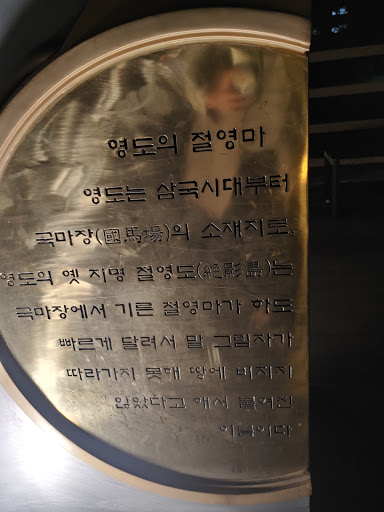 영도의 절영마
영도는 삼국시대부터
국마장(國馬場)의 소재지로,
영도의 옛 지명 절영도(絕影島)는
국마장에서 기른 절영마가 하도
빠르게 달려서 말 그림자가
따라가지 못해 땅에 비치지
않았다고 해서 붙여진
이름이다